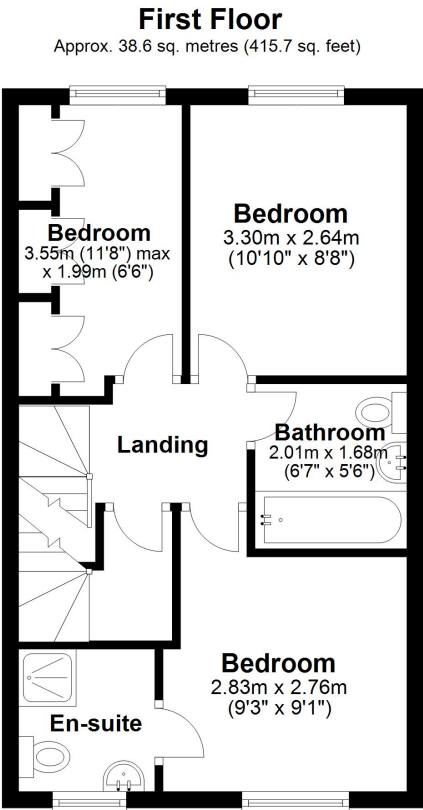 First Floor
Approx. 38.6 sq. metres (415.7 sq. feet)
Bedroom
3.55m (11'8") max
x 1.99m (6'6")
Bedroom
3.30m x 2.64m
(10'10" x 8'8")
Landing
Bathroom
2.01m x 1.68m
(6'7" x 5'6")
Bedroom
2.83m x 2.76m
(9'3" x 9'1")
En-suite